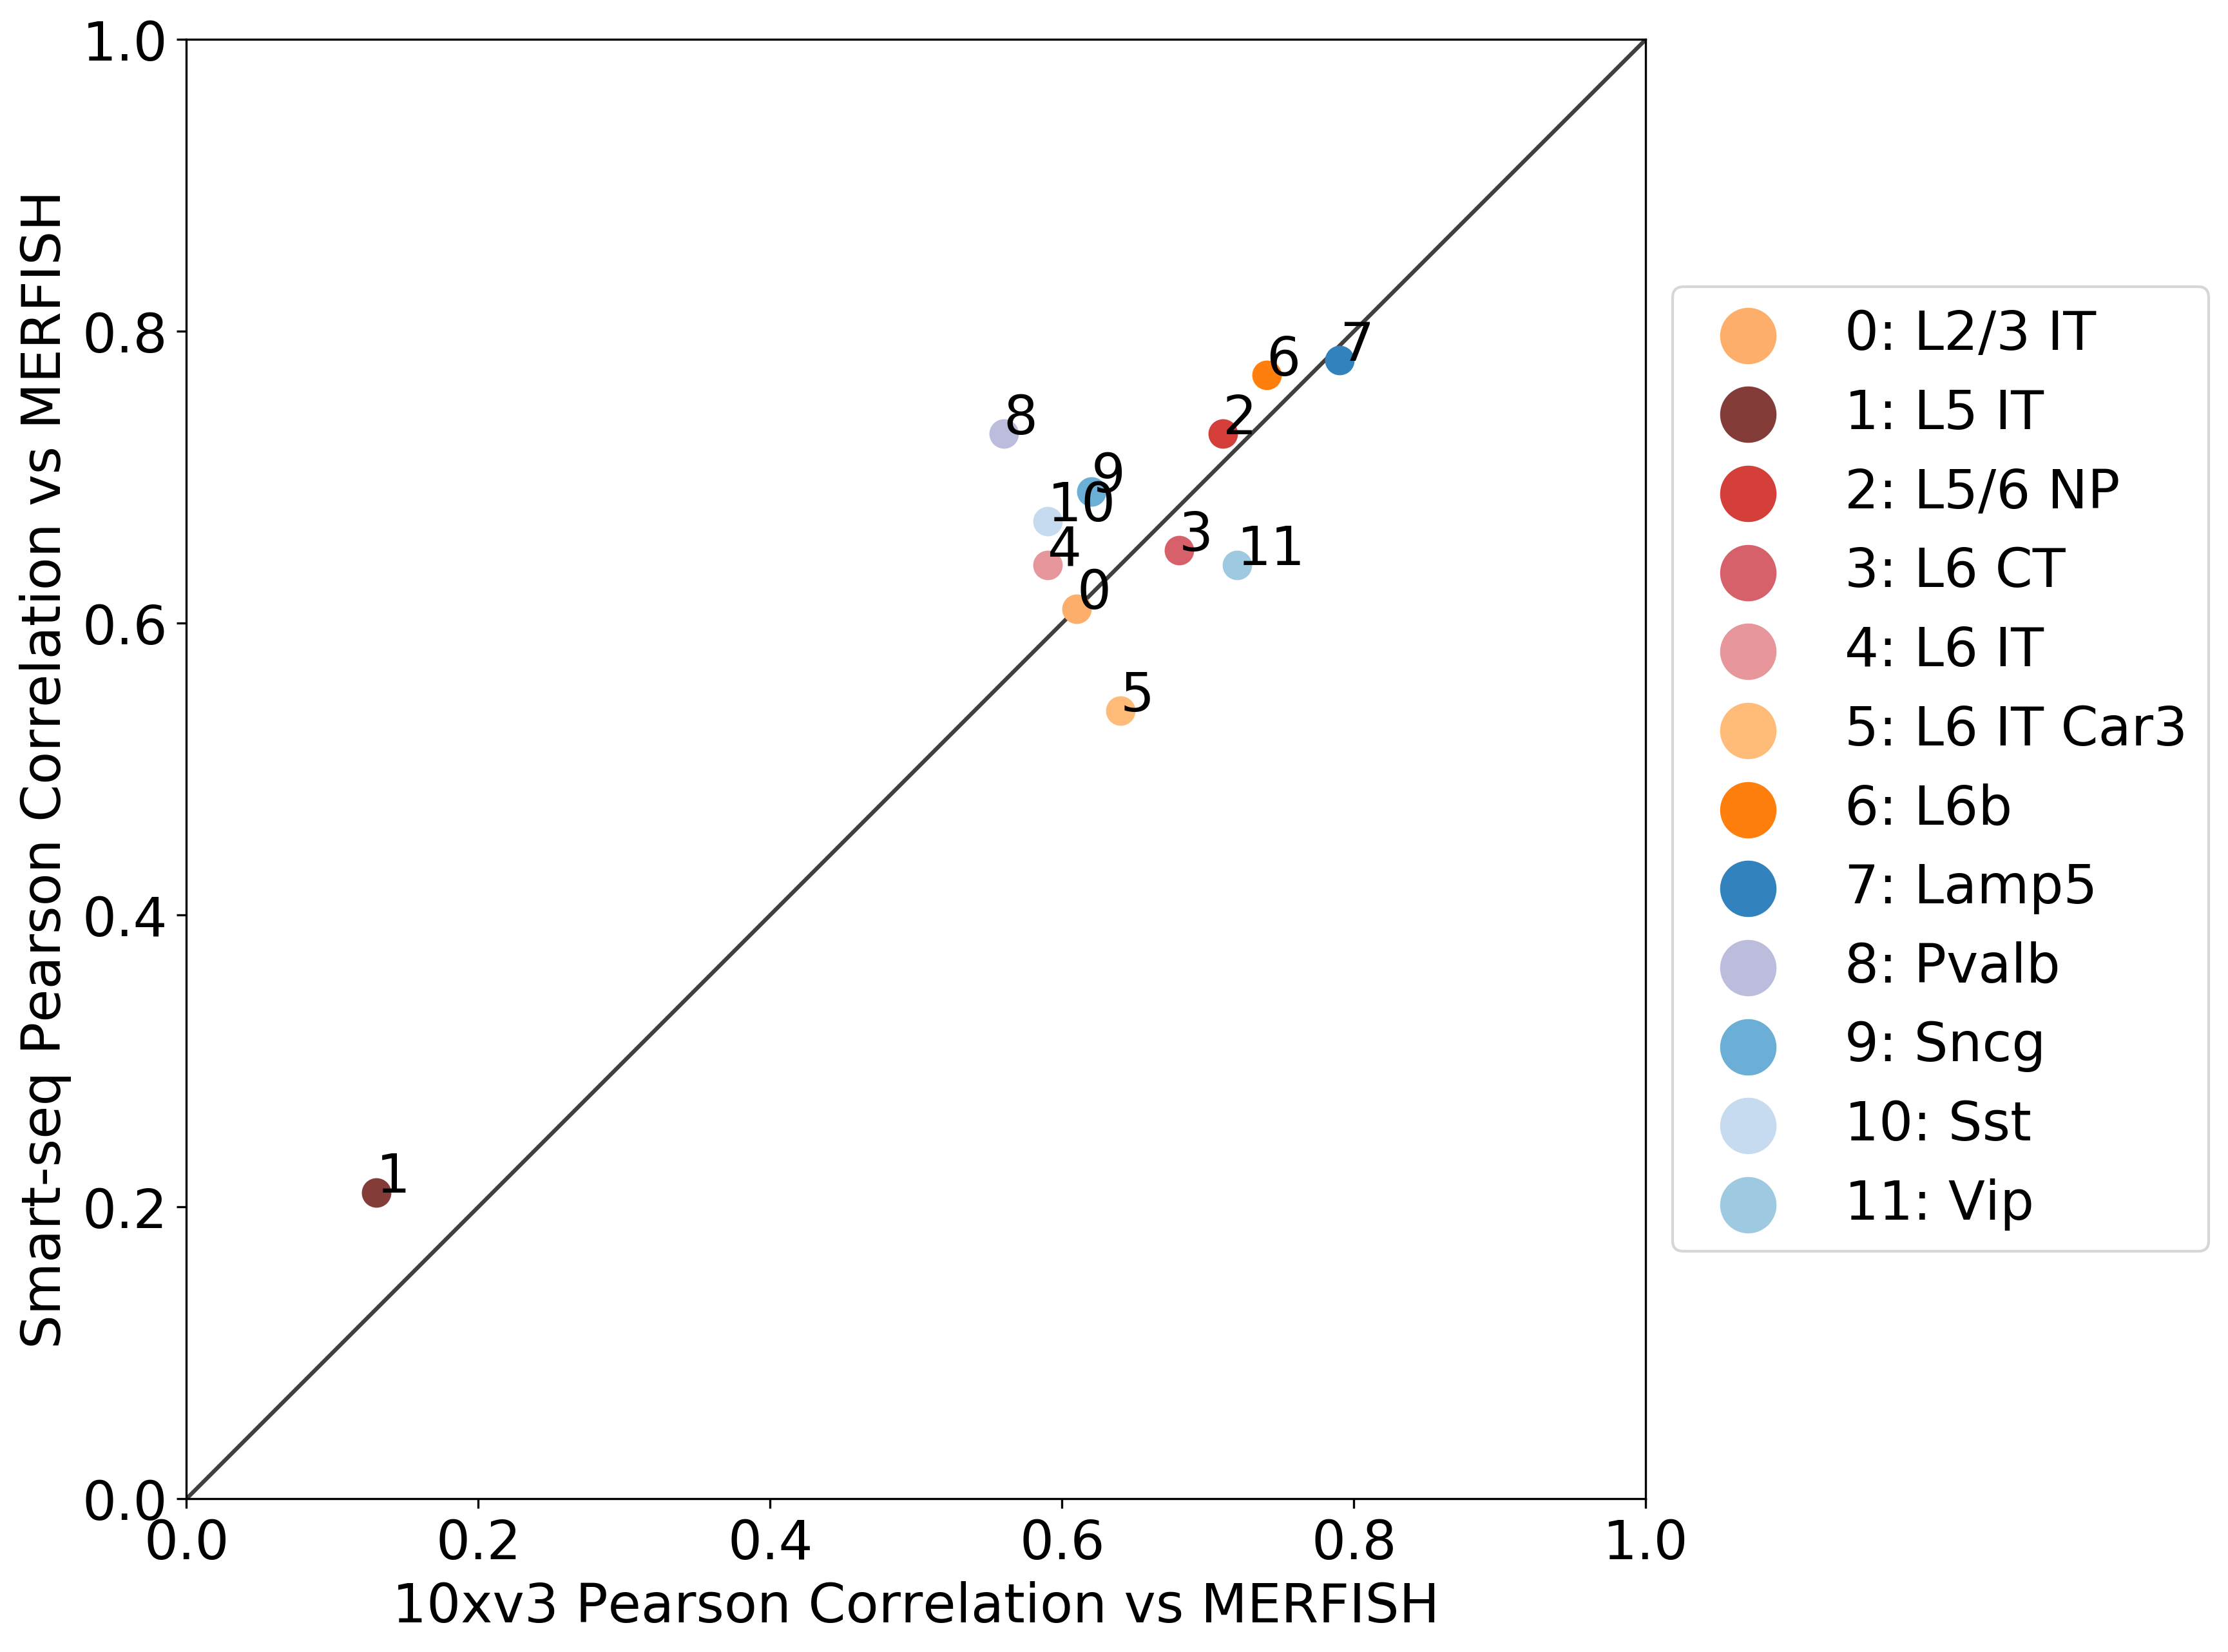 Smart-seq Pearson Correlation vs MERFISH
1.0
0.8
0.6
0.4
0.2
0.0
0.0 0.2 0.4 0.6 0.8 1.0
10xv3 Pearson Correlation vs MERFISH
7
6
8
2
9
10
3
11
4
0
5
1
0: L2/3 IT
1: L5 IT
2: L5/6 NP
3: L6 CT
4: L6 IT
5: L6 IT Car3
6: L6b
7: Lamp5
8: Pvalb
9: Sncg
10: Sst
11: Vip